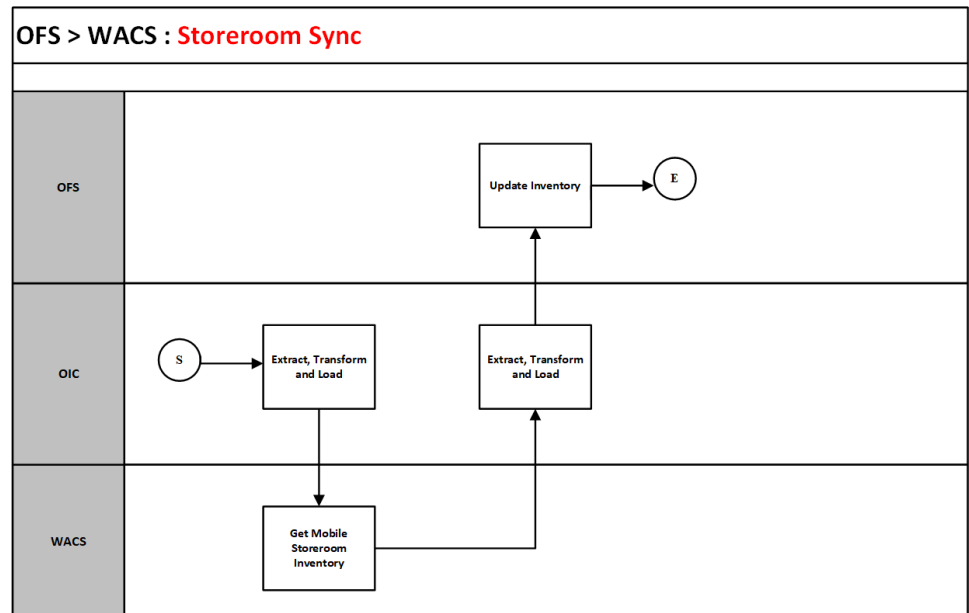 OFS > WACS : Storeroom Sync
OFS
Update Inventory
E
OIC
S
Extract, Transform
and Load
Extract, Transform
and Load
WACS
Get Mobile
Storeroom
Inventory